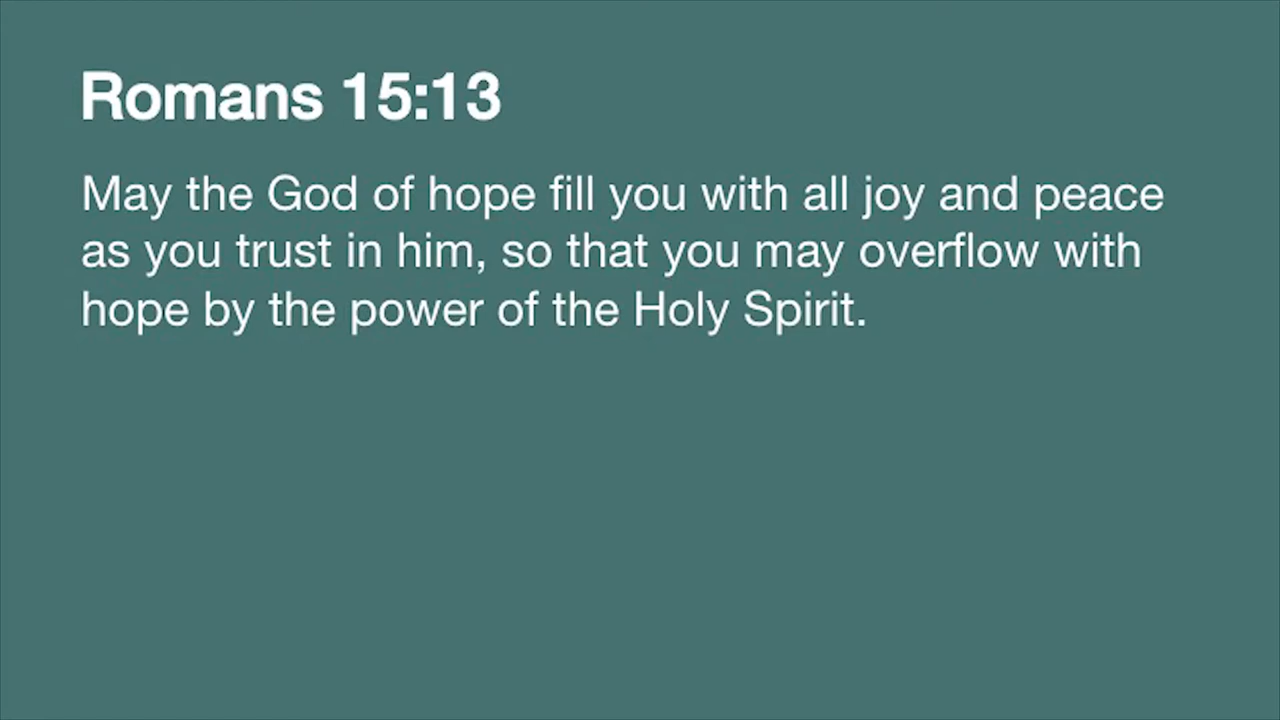 Romans 15:13
May the God of hope fill you with all joy and peace
as you trust in him, so that you may overflow with
hope by the power of the Holy Spirit.